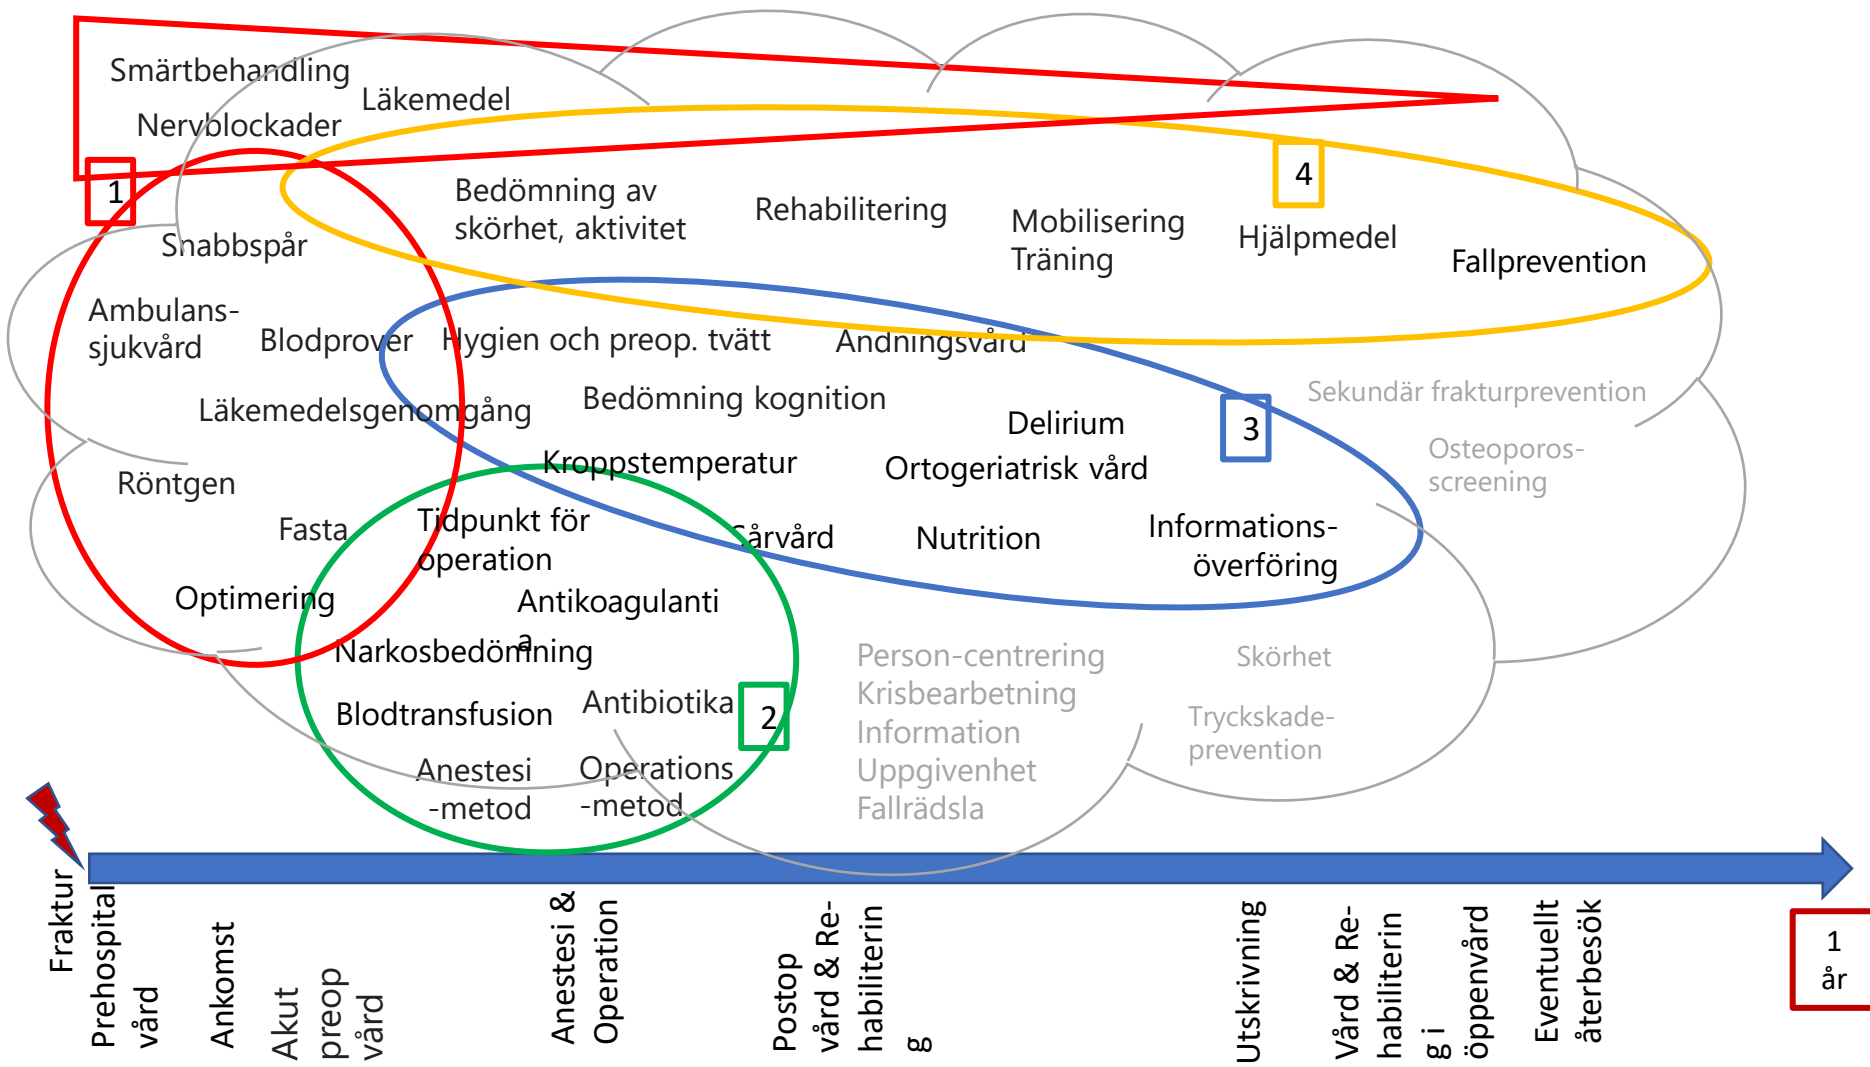 Smärtbehandling
Läkemedel
Nervblockader
1
4
Bedömning av
skörhet, aktivitet
Rehabilitering
Mobilisering
Träning
Hjälpmedel
Fallprevention
Snabbspår
Ambulans-
sjukvård
Blodprover
Hygien och preop. tvätt
Andningsvård
Läkemedelsgenomgång
Bedömning kognition
Delirium
3
Sekundär frakturprevention
Kroppstemperatur
Ortogeriatrisk vård
Osteoporos-
screening
Röntgen
Fasta
Tidpunkt för
operation
Sårvård
Nutrition
Informations-
överföring
Optimering
Antikoagulanti
a
Narkosbedömning
Blodtransfusion
Antibiotika
2
Anestesi
-metod
Operations
-metod
Person-centrering
Krisbearbetning
Information
Uppgivenhet
Fallrädsla
Skörhet
Tryckskade-
prevention
Fraktur
Prehospital
vård
Ankomst
Akut
preop
vård
Anestesi &
Operation
Postop
vård & Re-
habiliterin
g
Utskrivning
Vård & Re-
habiliterin
g i
öppenvård
Eventuellt
återbesök
1
år